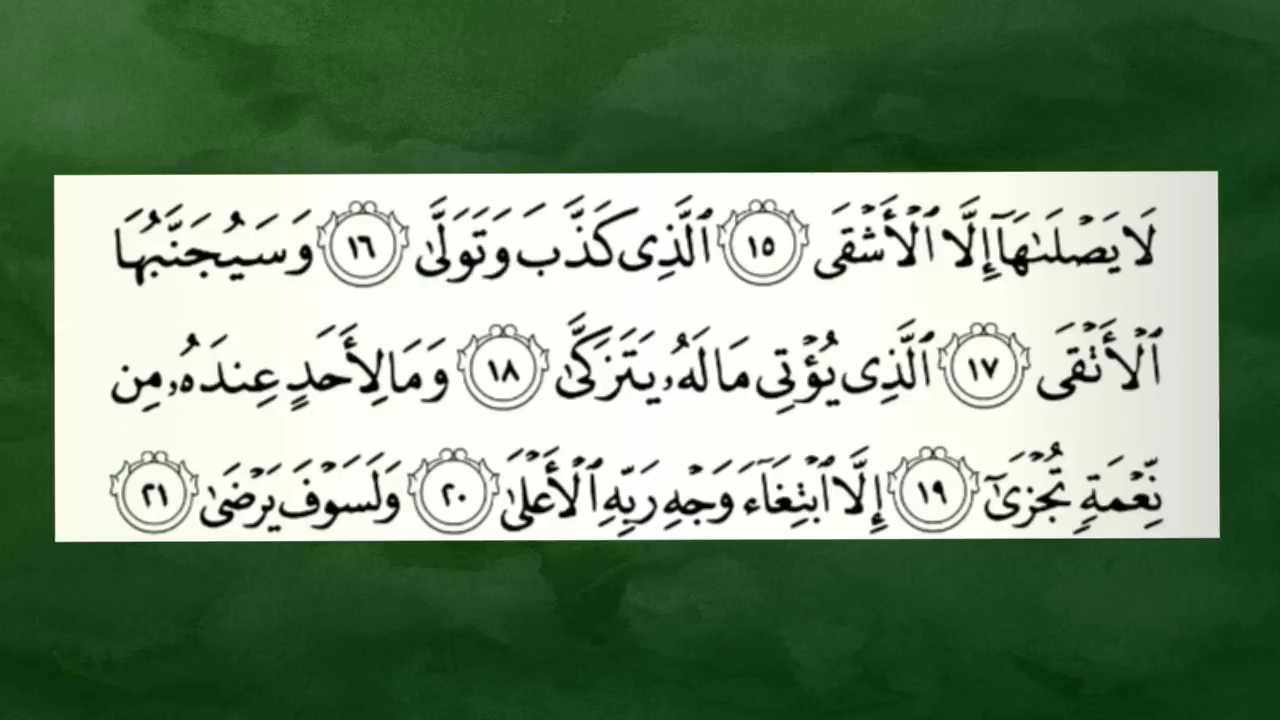 لَا يَصْلَىٰهَآ إِلَّا ٱلْأَشْقَى ١٥ ٱلَّذِى كَذَّبَ وَتَوَلَّىٰ ١٦ وَسَيُجَنَّبُهَا
ٱلْأَتْقَى ١٧ ٱلَّذِى يُؤْتِى مَالَهُۥ يَتَزَكَّىٰ ١٨ وَمَا لِأَحَدٍ عِندَهُۥ مِن
نِّعْمَةٍ تُجْزَىٰٓ ١٩ إِلَّا ٱبْتِغَآءَ وَجْهِ رَبِّهِ ٱلْأَعْلَىٰ ٢٠ وَلَسَوْفَ يَرْضَىٰ ٢١